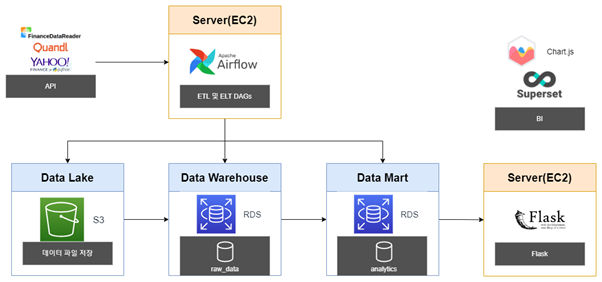 FinanceDataReader
Quandl
YAHOO!
FINANCE python
API
Server(EC2)
Apache
Airflow
ETL 및 ELT DAGs
Chart.js
Superset
BI
Data Lake
S3
데이터 파일 저장
Data Warehouse
RDS
raw_data
Data Mart
RDS
analytics
Server(EC2)
Flask
Flask